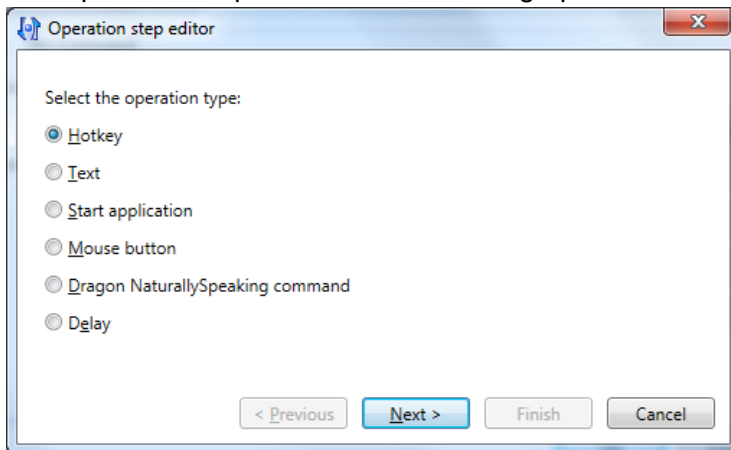 Operation step editor
Select the operation type:
Hotkey
Text
Start application
Mouse button
Dragon NaturallySpeaking command
Delay
< Previous Next > Finish Cancel